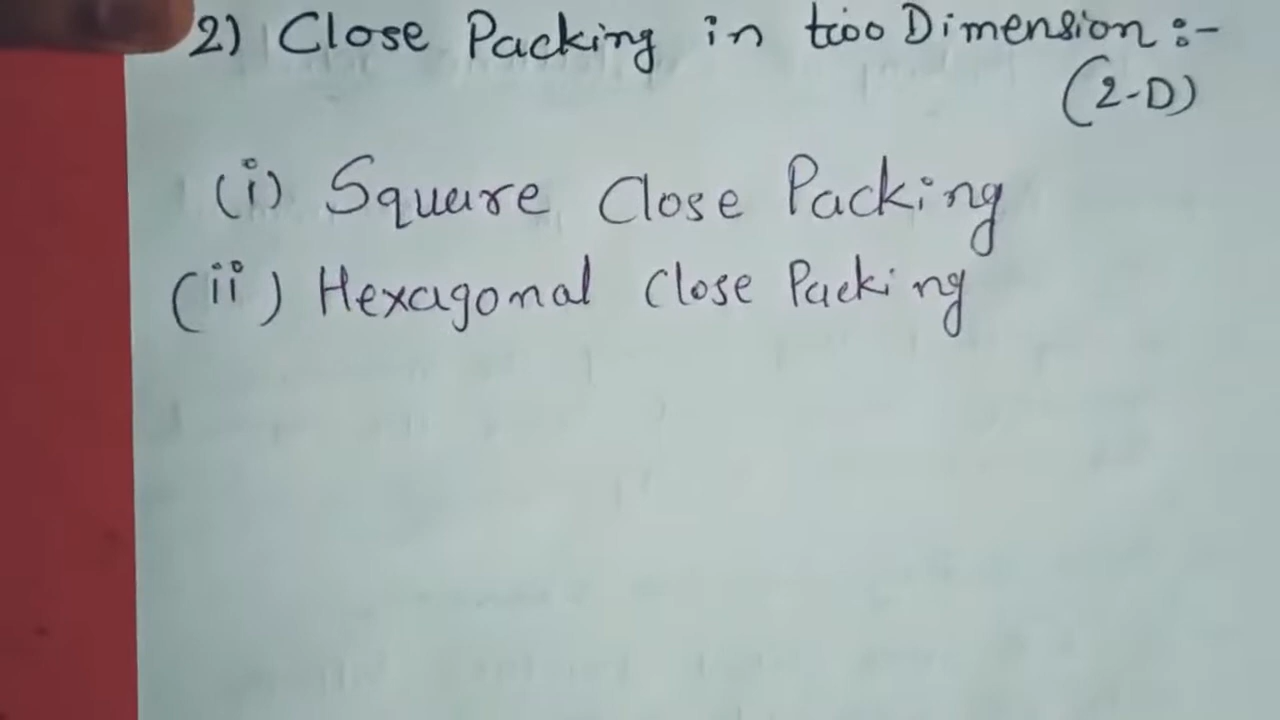 2) Close Packing in two Dimension :-
(2-D)
(i) Square Close Packing
(ii) Hexagonal Close Packing